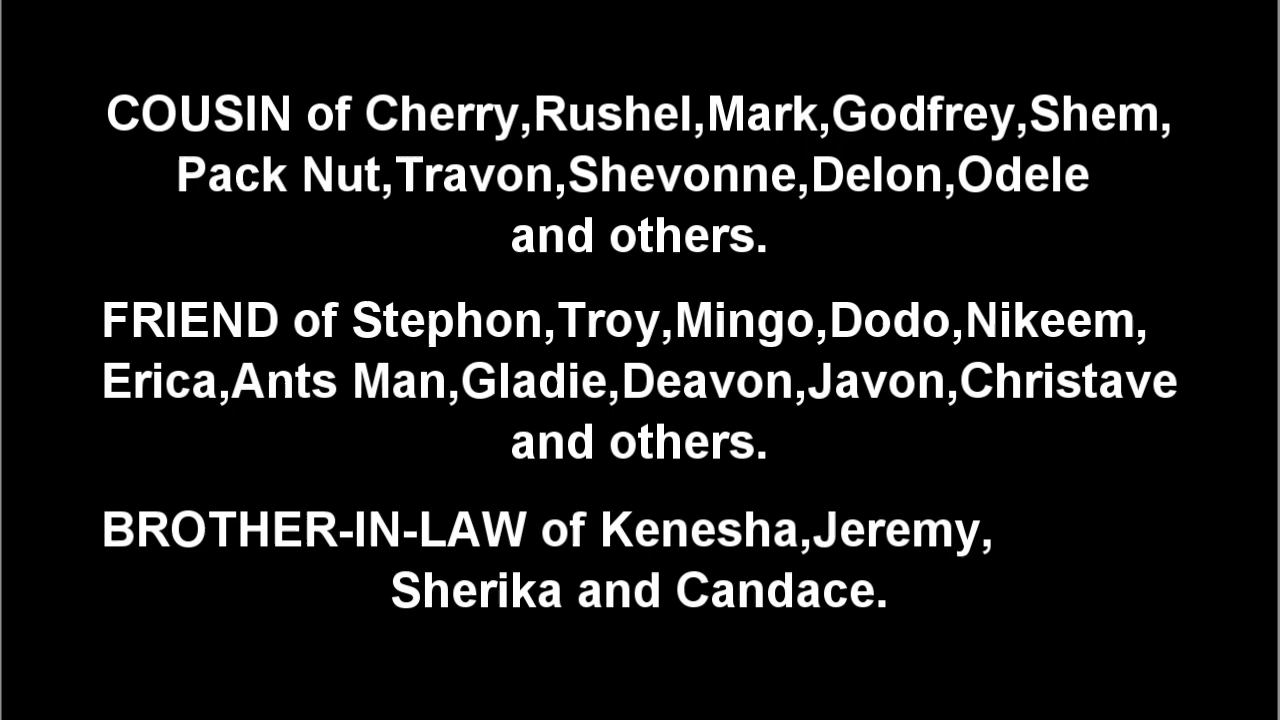 COUSIN of Cherry,Rushel,Mark,Godfrey,Shem,
Pack Nut,Travon,Shevonne,Delon,Odele
and others.
FRIEND of Stephon,Troy,Mingo,Dodo,Nikeem,
Erica,Ants Man,Gladie,Deavon,Javon,Christave
and others.
BROTHER-IN-LAW of Kenesha,Jeremy,
Sherika and Candace.